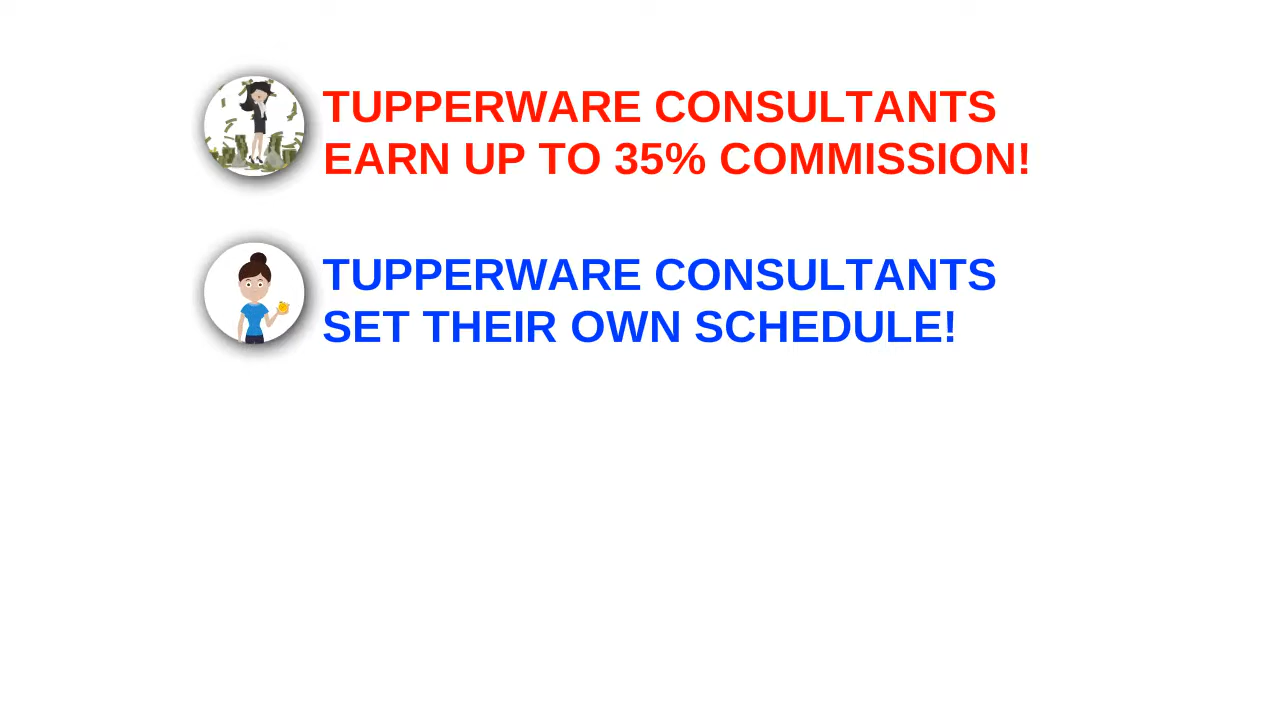 TUPPERWARE CONSULTANTS
EARN UP TO 35% COMMISSION!
TUPPERWARE CONSULTANTS
SET THEIR OWN SCHEDULE!